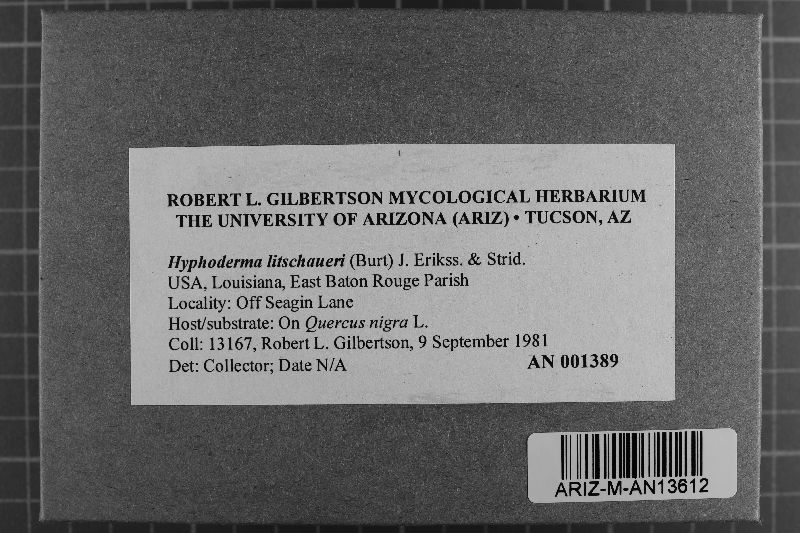 ROBERT L. GILBERTSON MYCOLOGICAL HERBARIUM
THE UNIVERSITY OF ARIZONA (ARIZ) • TUCSON, AZ
Hyphoderma litschaueri (Burt) J. Erikss. & Strid.
USA, Louisiana, East Baton Rouge Parish
Locality: Off Seagin Lane
Host/substrate: On Quercus nigra L.
Coll: 13167, Robert L. Gilbertson, 9 September 1981
Det: Collector; Date N/A AN 001389
ARIZ-M-AN13612